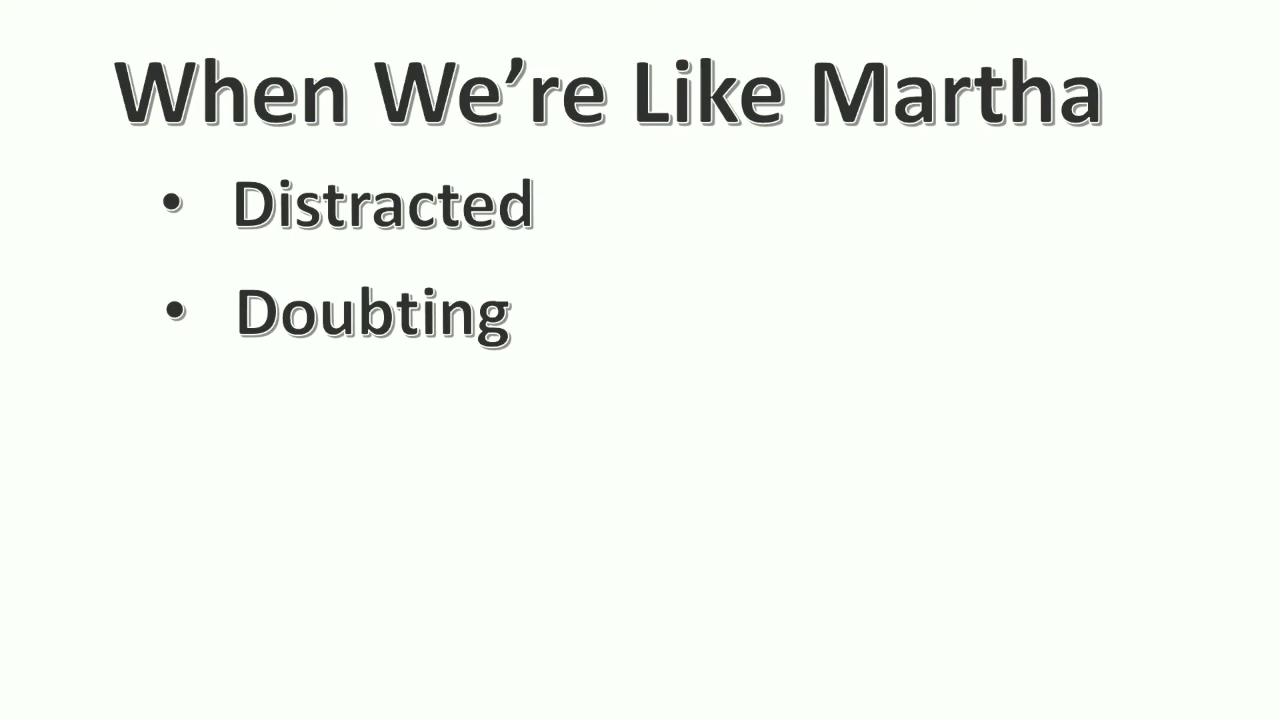 When We’re Like Martha
• Distracted
• Doubting